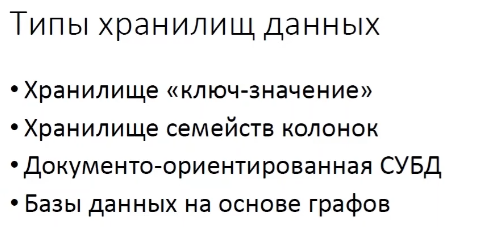 Типы хранилищ данных
• Хранилище «ключ-значение»
• Хранилище семейств колонок
• Документо-ориентированная СУБД
• Базы данных на основе графов